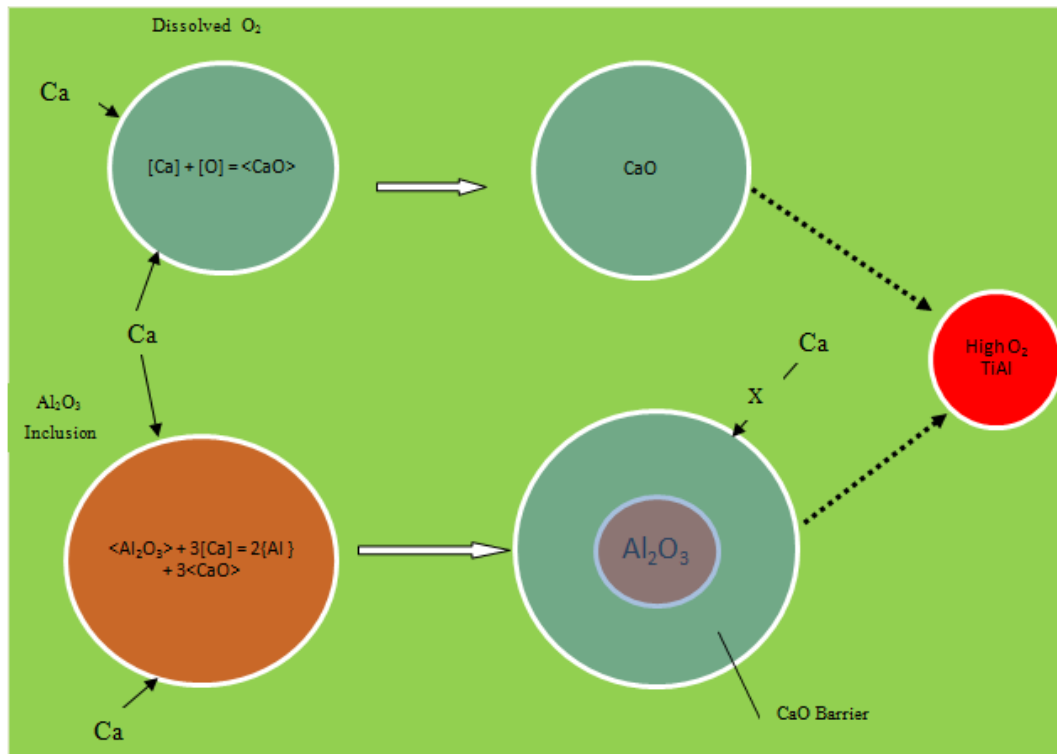 Dissolved O₂
Ca
[Ca] + [O] = <CaO>
CaO
Ca
Ca
High O₂
TiAl
X
Al₂O₃
Inclusion
<Al₂O₃> + 3[Ca] = 2{Al }
+ 3<CaO>
Al₂O₃
Ca
CaO Barrier